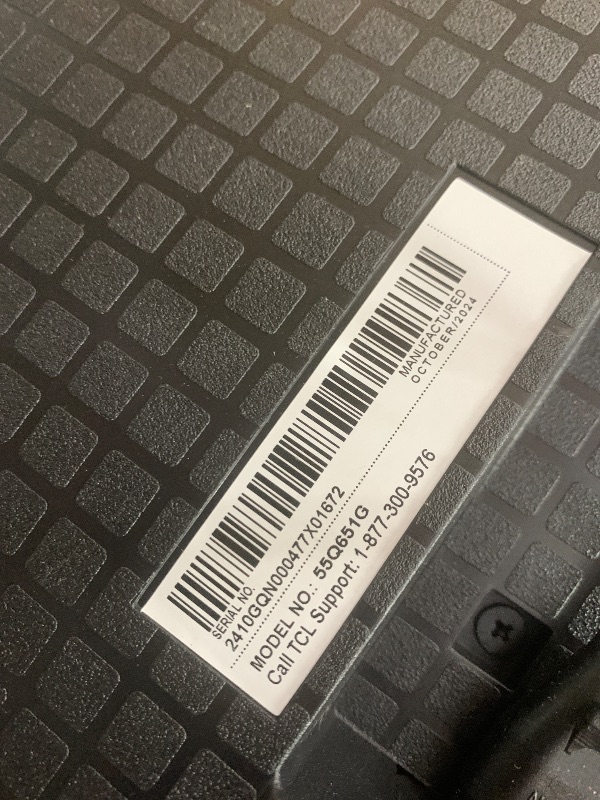 SERIAL NO
2410GQN000477X01672
MANUFACTURED
OCTOBER/2024
MODEL NO: 55Q651G
Call TCL Support: 1-877-300-9576